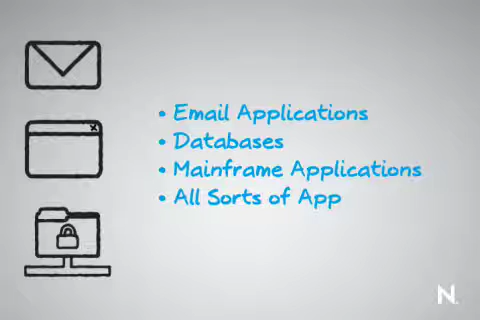 • Email Applications
• Databases
• Mainframe Applications
• All Sorts of App
N